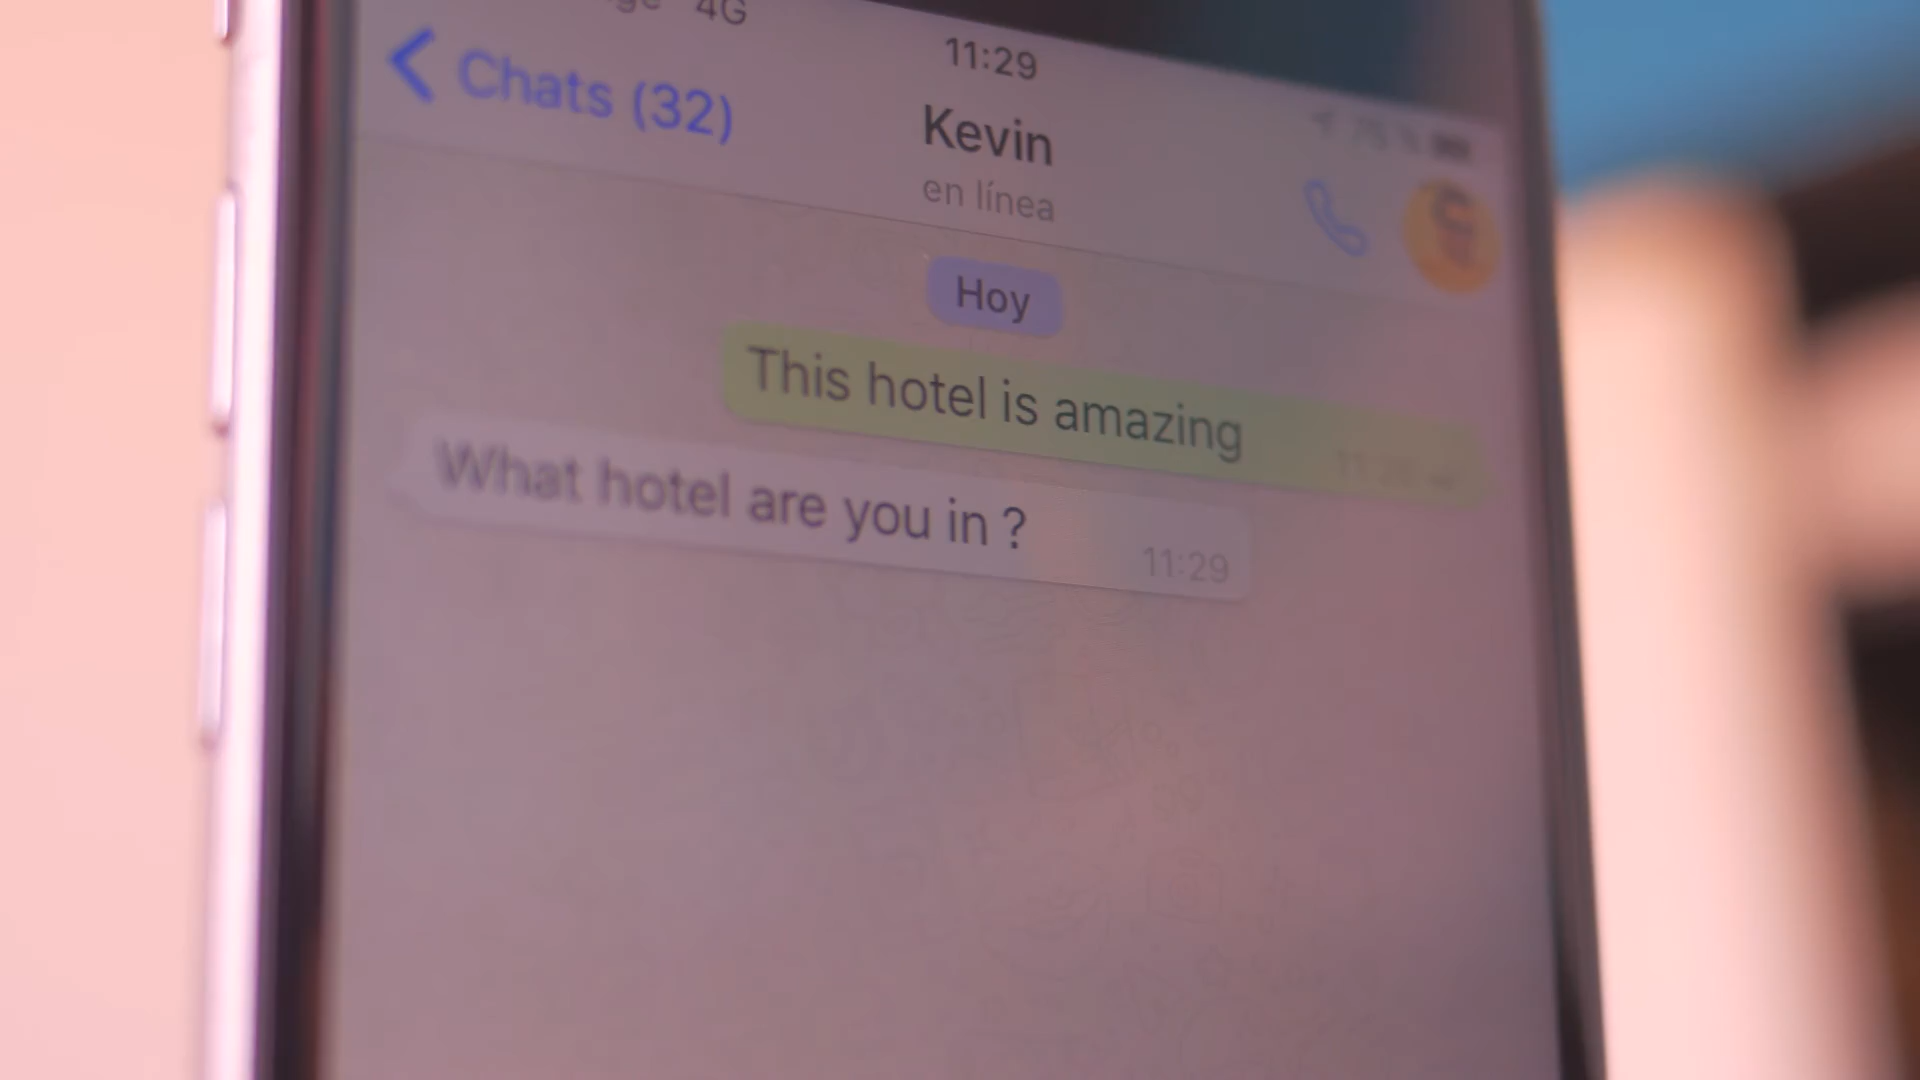 4G
11:29
Chats (32)
Kevin
en línea
Hoy
This hotel is amazing
What hotel are you in ?
11:29